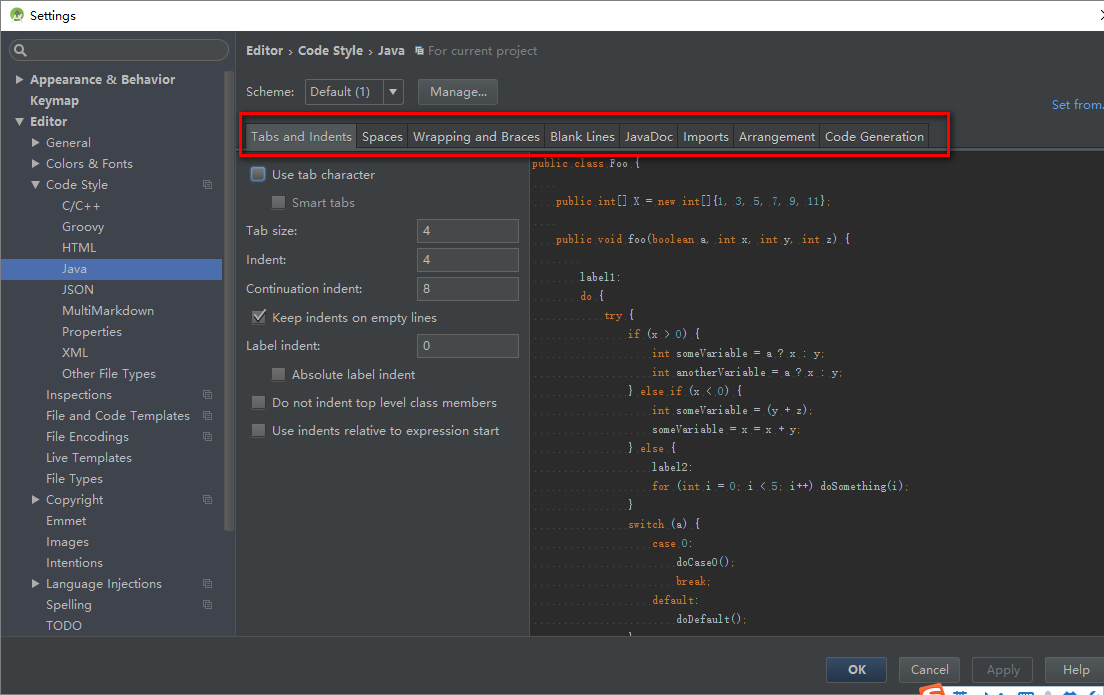 Settings
Editor › Code Style › Java For current project
Scheme: Default (1) Manage...
Set from
Tabs and Indents Spaces Wrapping and Braces Blank Lines JavaDoc Imports Arrangement Code Generation
Appearance & Behavior
Keymap
Editor
General
Colors & Fonts
Code Style
C/C++
Groovy
HTML
Java
JSON
MultiMarkdown
Properties
XML
Other File Types
Inspections
File and Code Templates
File Encodings
Live Templates
File Types
Copyright
Emmet
Images
Intentions
Language Injections
Spelling
TODO
Use tab character
Smart tabs
Tab size: 4
Indent: 4
Continuation indent: 8
Keep indents on empty lines
Label indent: 0
Absolute label indent
Do not indent top level class members
Use indents relative to expression start
public class Foo {
public int[] X = new int[]{1, 3, 5, 7, 9, 11};
public void foo(boolean a, int x, int y, int z) {
label1:
do {
try {
if (x > 0) {
int someVariable = a ? x : y;
int anotherVariable = a ? x : y;
} else if (x < 0) {
int someVariable = (y + z);
someVariable = x = x + y;
} else {
label2:
for (int i = 0; i < 5; i++) doSomething(i);
}
switch (a) {
case 0:
doCase0();
break;
default:
doDefault();
OK Cancel Apply Help